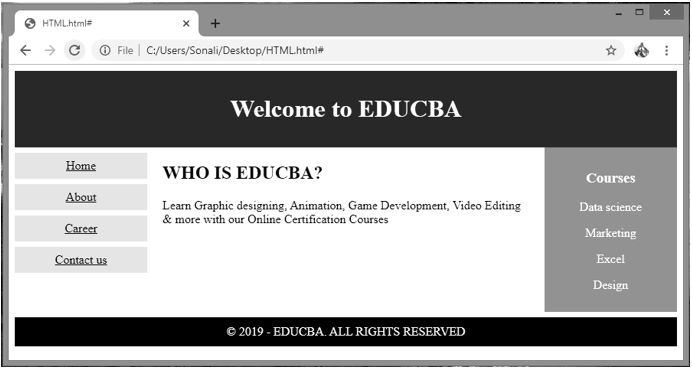 HTML.html#
File | C:/Users/Sonali/Desktop/HTML.html#
Welcome to EDUCBA
Home
About
Career
Contact us
WHO IS EDUCBA?
Learn Graphic designing, Animation, Game Development, Video Editing
& more with our Online Certification Courses
Courses
Data science
Marketing
Excel
Design
© 2019 - EDUCBA. ALL RIGHTS RESERVED